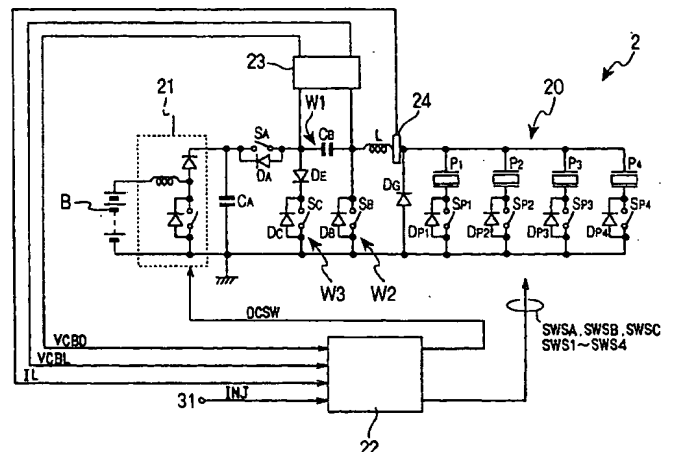 2
21
23
W1
24
20
SA
CB
L
DA
P1
P2
P3
P4
B
CA
DE
DG
SC
SB
SP1
SP2
SP3
SP4
DC
DB
DP1
DP2
DP3
DP4
W3
W2
DCSW
SWSA, SWSB, SWSC
SWS1~SWS4
VCBD
VCBL
IL
31
INJ
22